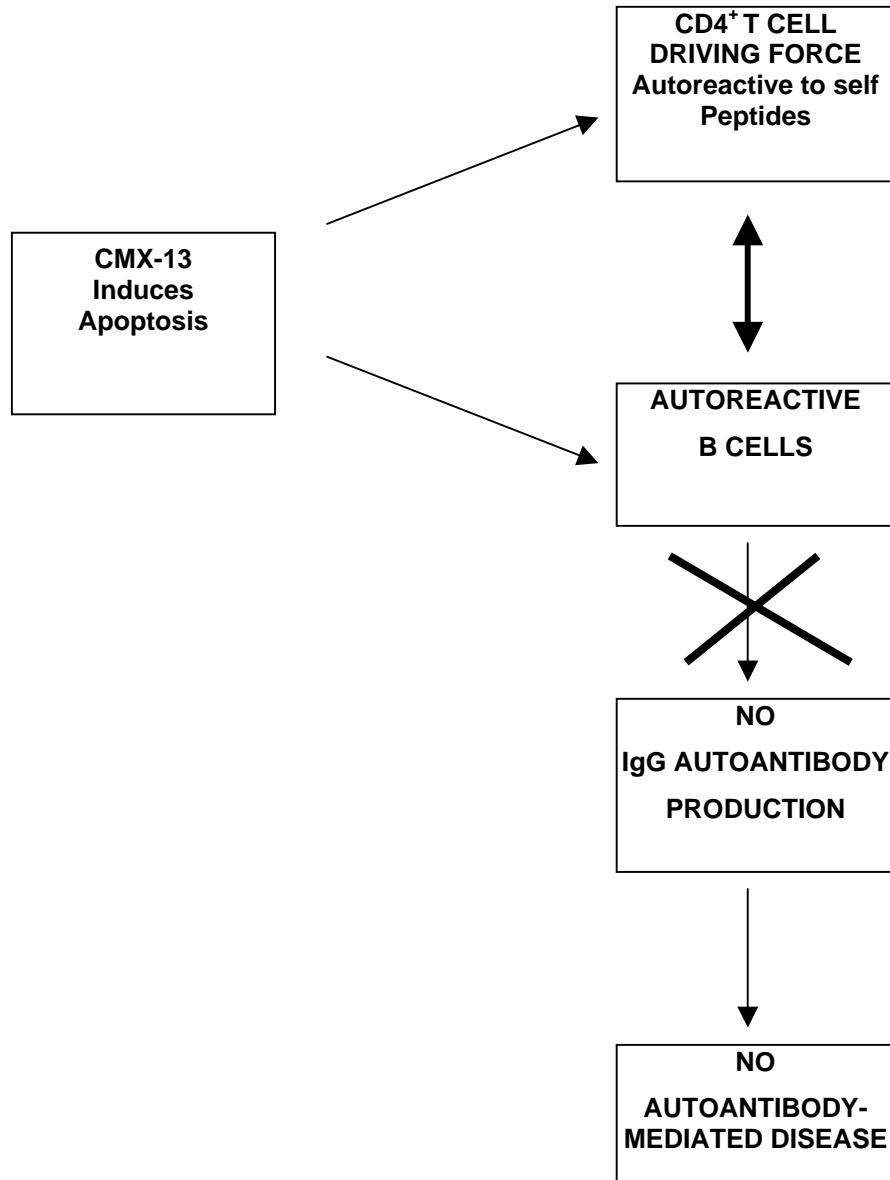 CD4+ T CELL
DRIVING FORCE
Autoreactive to self
Peptides
CMX-13
Induces
Apoptosis
AUTOREACTIVE
B CELLS
NO
IgG AUTOANTIBODY
PRODUCTION
NO
AUTOANTIBODY-
MEDIATED DISEASE